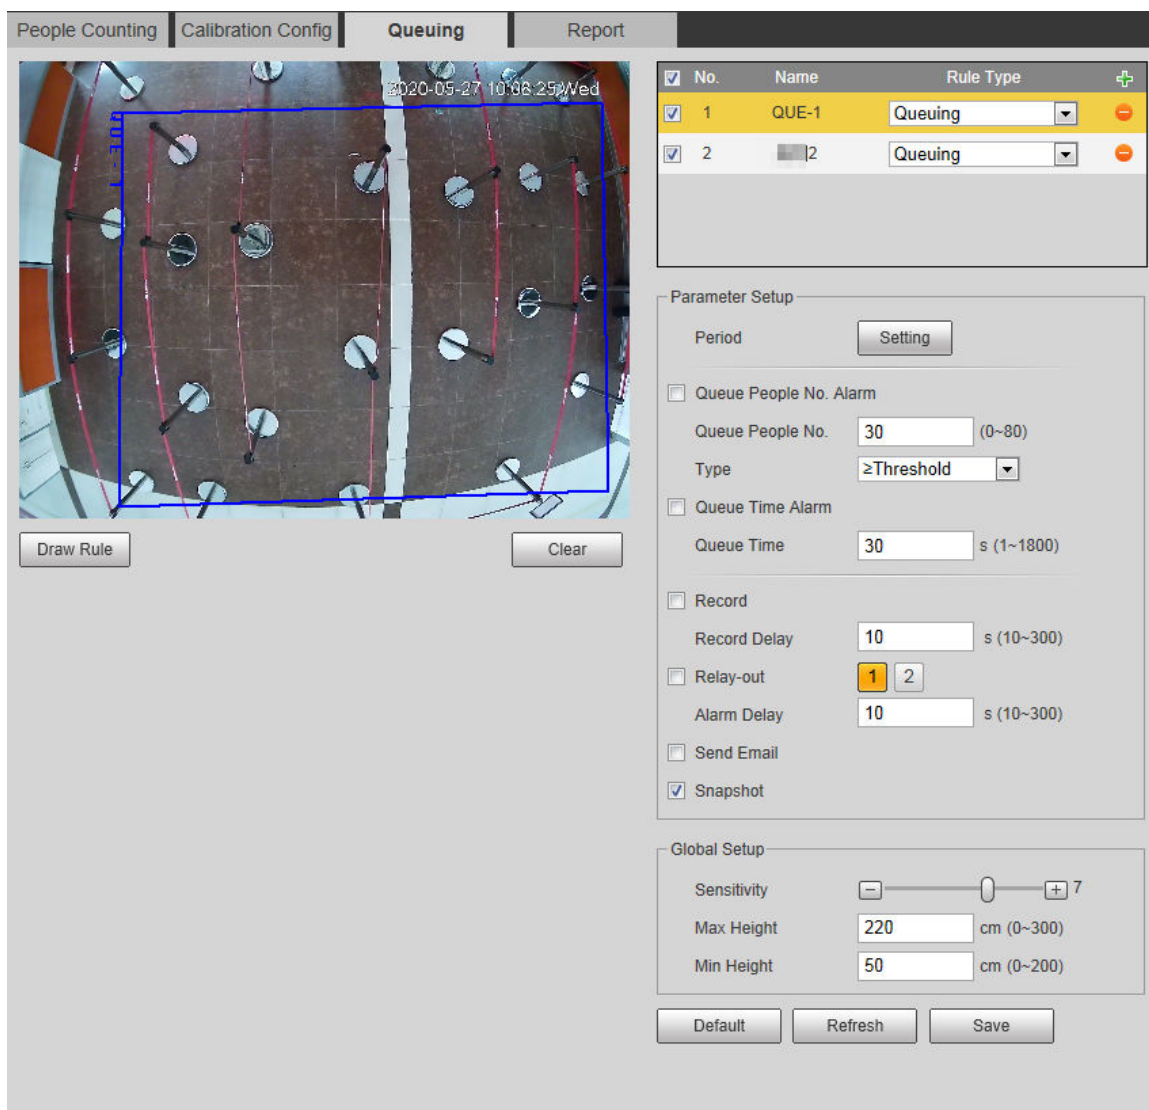 People Counting Calibration Config Queuing Report
2020-05-27 10:06:25 Wed
QUE-1
Draw Rule Clear
No. Name Rule Type
1 QUE-1 Queuing
2 2 Queuing
Parameter Setup
Period Setting
Queue People No. Alarm
Queue People No. 30 (0~80)
Type ≥Threshold
Queue Time Alarm
Queue Time 30 s (1~1800)
Record
Record Delay 10 s (10~300)
Relay-out 1 2
Alarm Delay 10 s (10~300)
Send Email
Snapshot
Global Setup
Sensitivity 7
Max Height 220 cm (0~300)
Min Height 50 cm (0~200)
Default Refresh Save